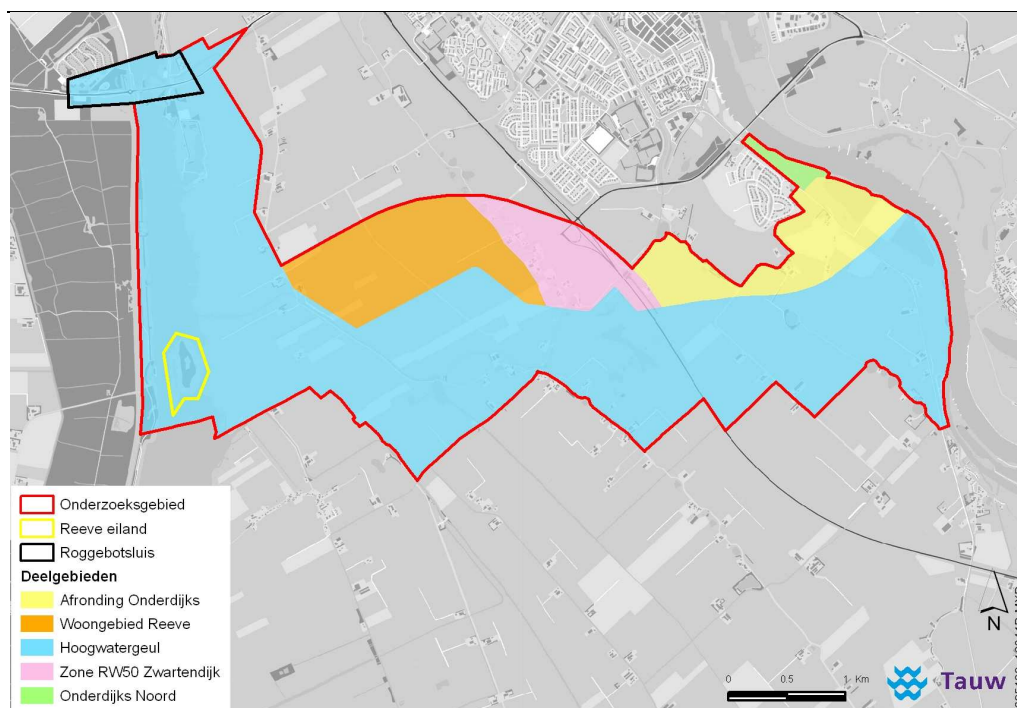 Onderzoeksgebied
Reeve eiland
Roggebotsluis
Deelgebieden
Afronding Onderdijks
Woongebied Reeve
Hoogwatergeul
Zone RW50 Zwartendijk
Onderdijks Noord
N
0 0.5 1 Km
Tauw